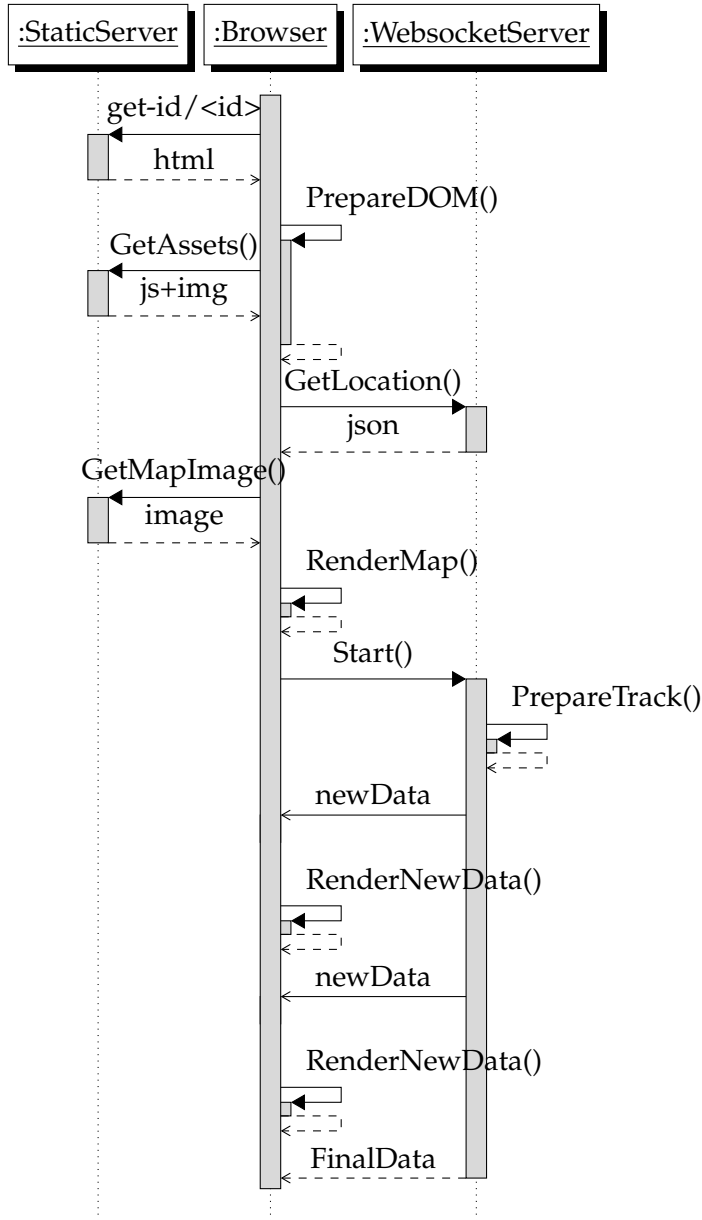 :StaticServer
:Browser
:WebsocketServer
get-id/<id>
html
PrepareDOM()
GetAssets()
js+img
GetLocation()
json
GetMapImage()
image
RenderMap()
Start()
PrepareTrack()
newData
RenderNewData()
newData
RenderNewData()
FinalData